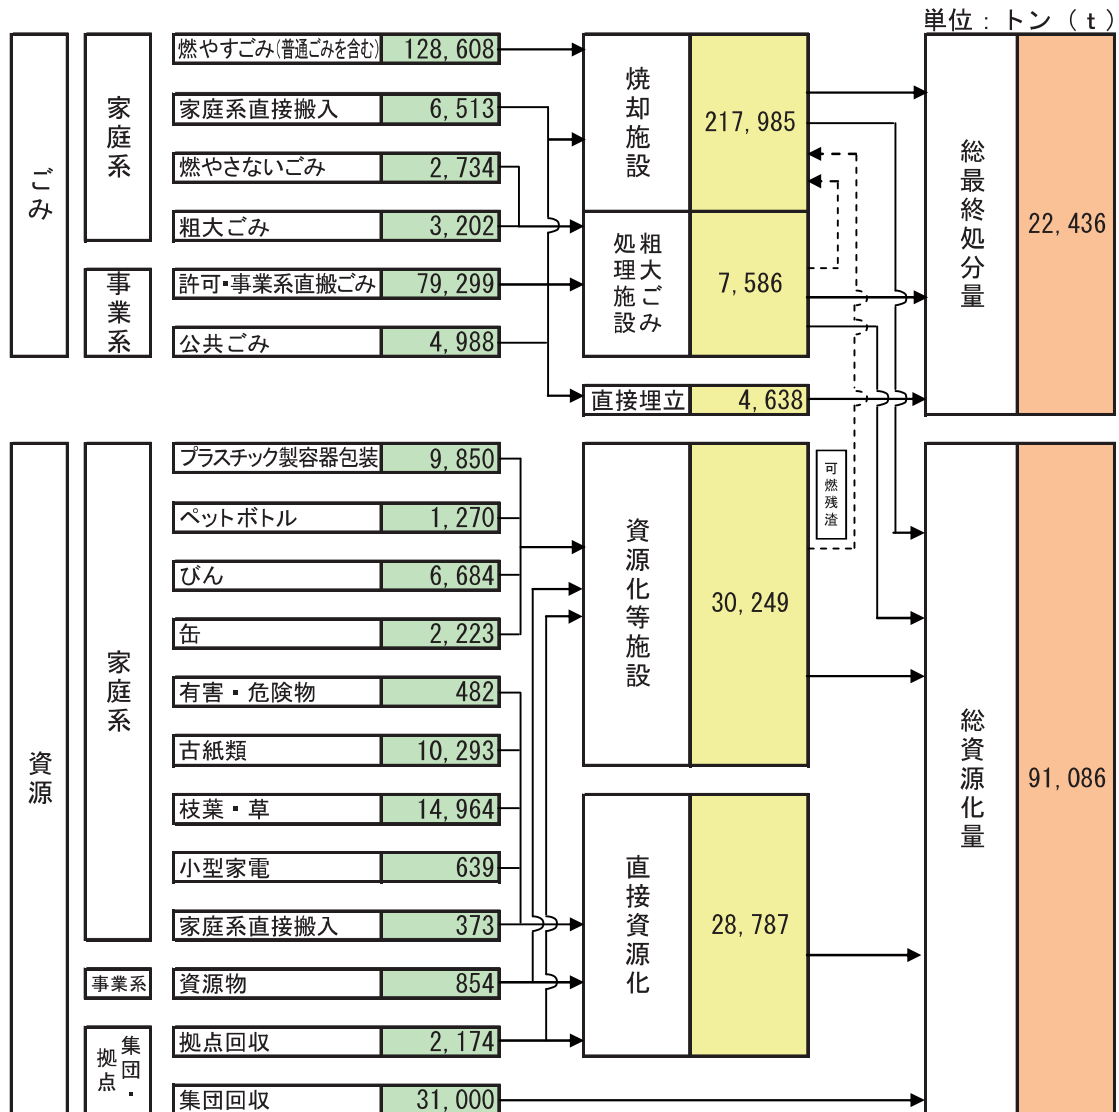 単位：トン（ｔ）
ごみ
家庭系
燃やすごみ(普通ごみを含む) 128,608
家庭系直接搬入 6,513
燃やさないごみ 2,734
粗大ごみ 3,202
事業系
許可・事業系直搬ごみ 79,299
公共ごみ 4,988
焼却施設 217,985
粗大ごみ
処理施設
7,586
直接埋立 4,638
総最終処分量 22,436
資源
家庭系
プラスチック製容器包装 9,850
ペットボトル 1,270
びん 6,684
缶 2,223
有害・危険物 482
古紙類 10,293
枝葉・草 14,964
小型家電 639
家庭系直接搬入 373
事業系
資源物 854
集団・
拠点
拠点回収 2,174
集団回収 31,000
可燃残渣
資源化等施設 30,249
直接資源化 28,787
総資源化量 91,086